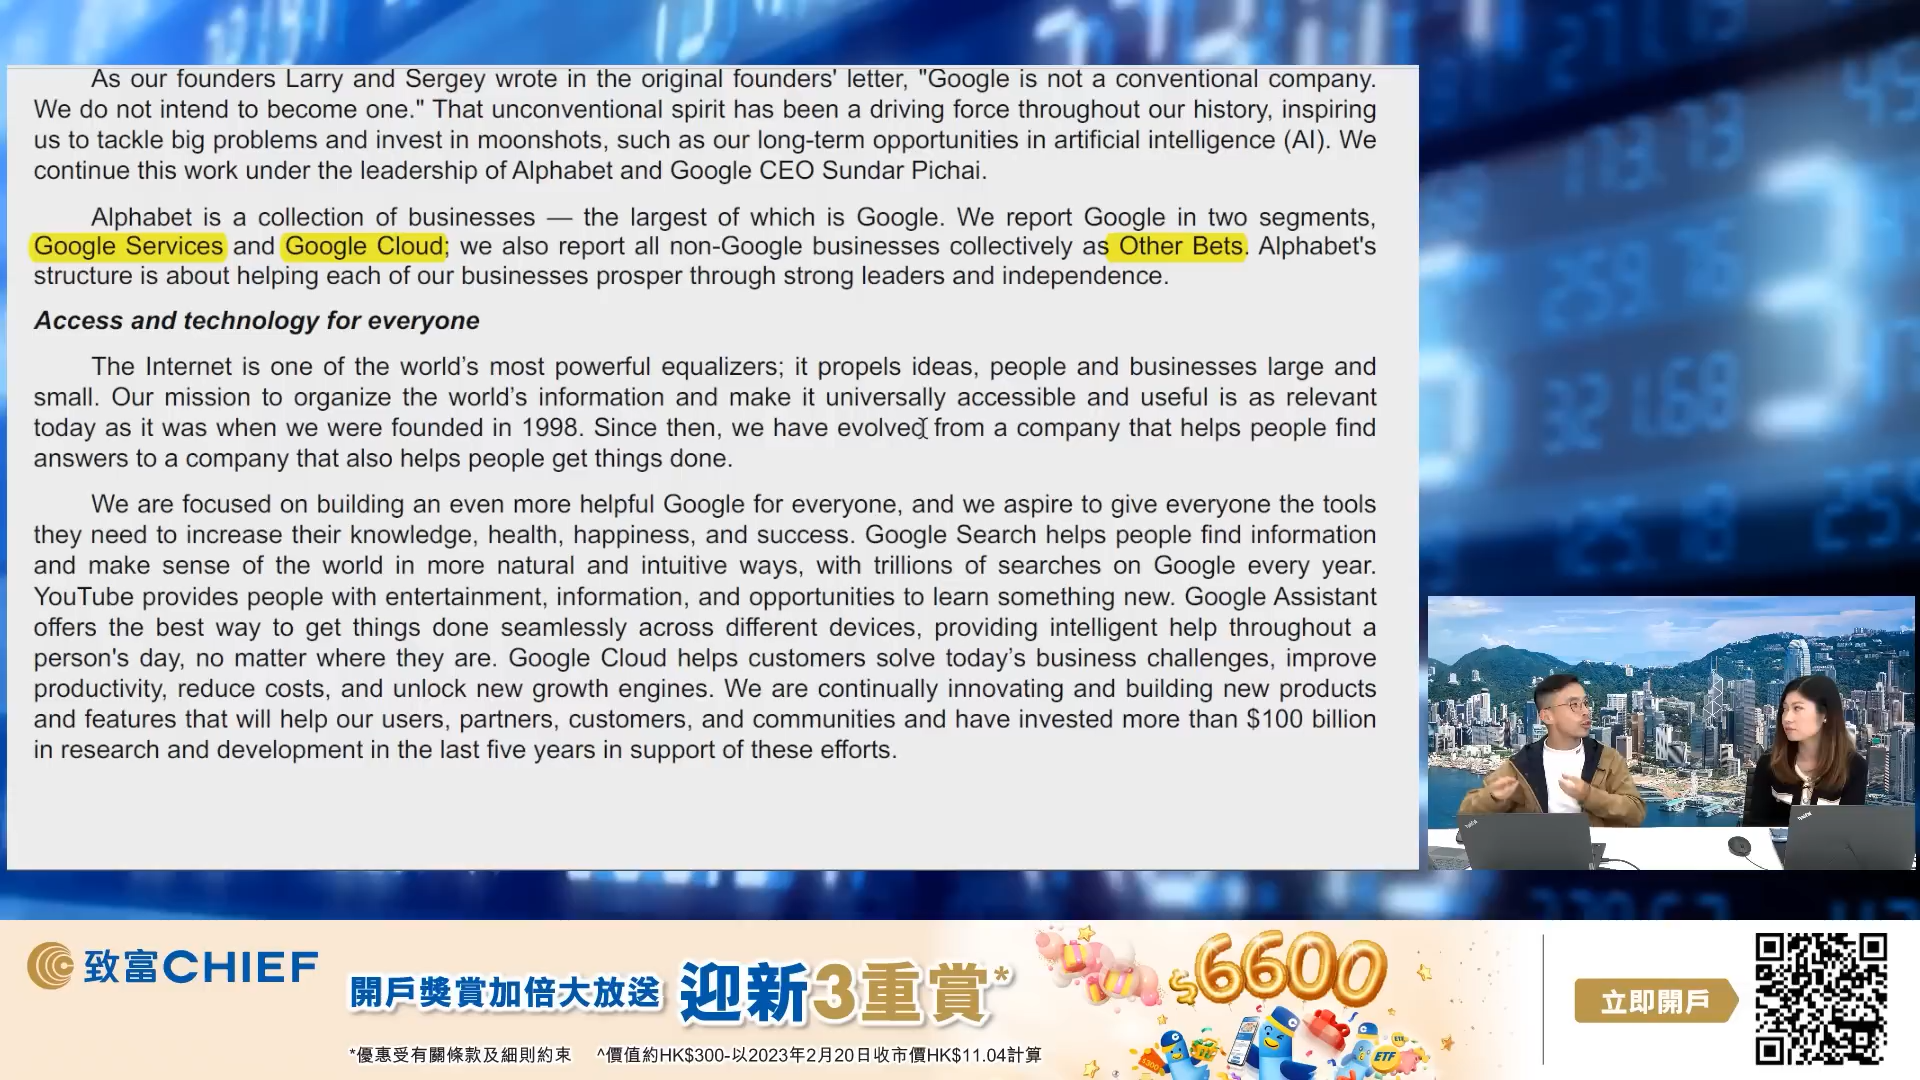 As our founders Larry and Sergey wrote in the original founders' letter, "Google is not a conventional company.
We do not intend to become one." That unconventional spirit has been a driving force throughout our history, inspiring
us to tackle big problems and invest in moonshots, such as our long-term opportunities in artificial intelligence (AI). We
continue this work under the leadership of Alphabet and Google CEO Sundar Pichai.
Alphabet is a collection of businesses — the largest of which is Google. We report Google in two segments,
Google Services and Google Cloud; we also report all non-Google businesses collectively as Other Bets. Alphabet's
structure is about helping each of our businesses prosper through strong leaders and independence.
Access and technology for everyone
The Internet is one of the world's most powerful equalizers; it propels ideas, people and businesses large and
small. Our mission to organize the world's information and make it universally accessible and useful is as relevant
today as it was when we were founded in 1998. Since then, we have evolved from a company that helps people find
answers to a company that also helps people get things done.
We are focused on building an even more helpful Google for everyone, and we aspire to give everyone the tools
they need to increase their knowledge, health, happiness, and success. Google Search helps people find information
and make sense of the world in more natural and intuitive ways, with trillions of searches on Google every year.
YouTube provides people with entertainment, information, and opportunities to learn something new. Google Assistant
offers the best way to get things done seamlessly across different devices, providing intelligent help throughout a
person's day, no matter where they are. Google Cloud helps customers solve today's business challenges, improve
productivity, reduce costs, and unlock new growth engines. We are continually innovating and building new products
and features that will help our users, partners, customers, and communities and have invested more than $100 billion
in research and development in the last five years in support of these efforts.
致富CHIEF
開戶獎賞加倍大放送 迎新3重賞*
$6600
立即開戶
ETF
*優惠受有關條款及細則約束 ^價值約HK$300-以2023年2月20日收市價HK$11.04計算